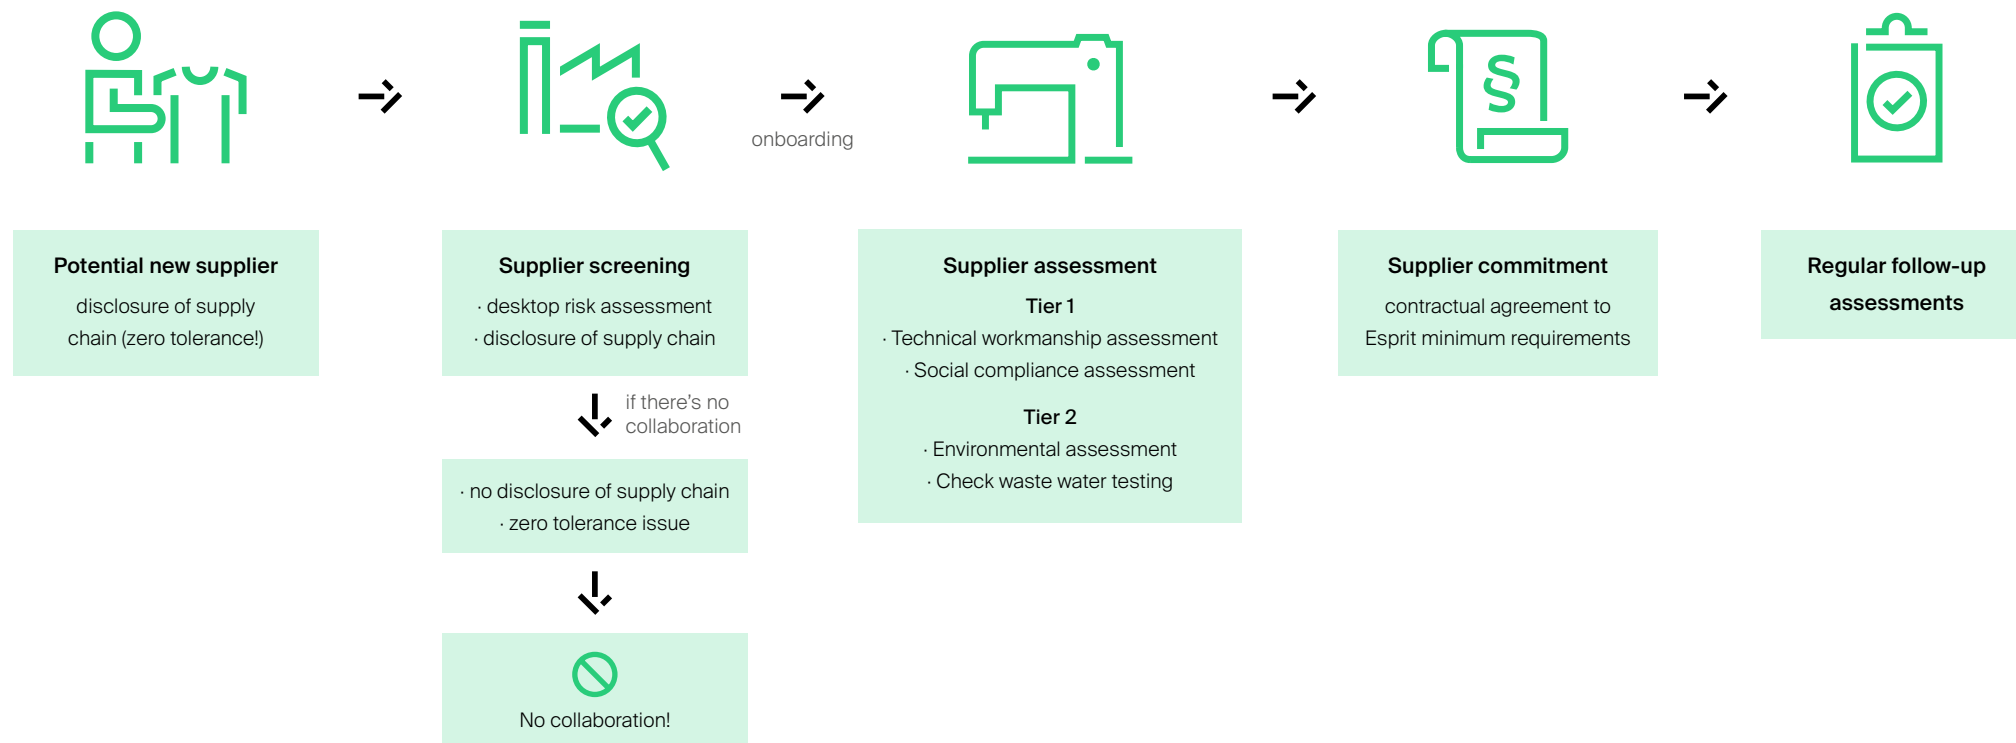 onboarding
Potential new supplier
disclosure of supply
chain (zero tolerance!)
Supplier screening
· desktop risk assessment
· disclosure of supply chain
if there's no
collaboration
· no disclosure of supply chain
· zero tolerance issue
No collaboration!
Supplier assessment
Tier 1
· Technical workmanship assessment
· Social compliance assessment
Tier 2
· Environmental assessment
· Check waste water testing
§
Supplier commitment
contractual agreement to
Esprit minimum requirements
Regular follow-up
assessments